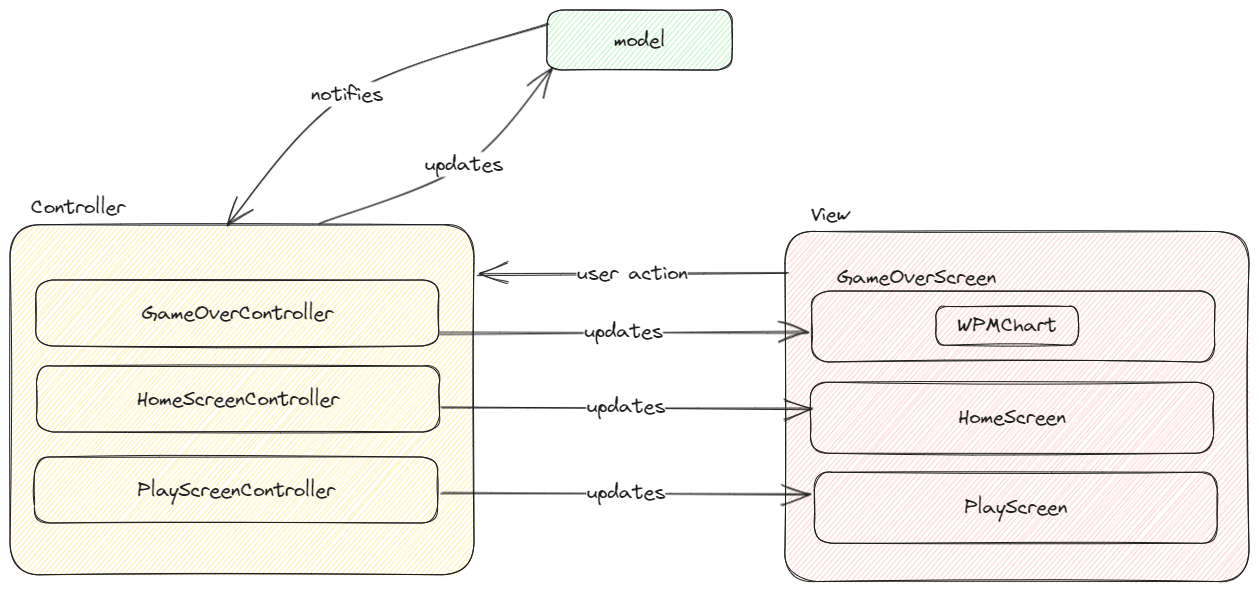 model
notifies
updates
Controller
View
user action
GameOverScreen
GameOverController
updates
WPMChart
HomeScreenController
updates
HomeScreen
PlayScreenController
updates
PlayScreen